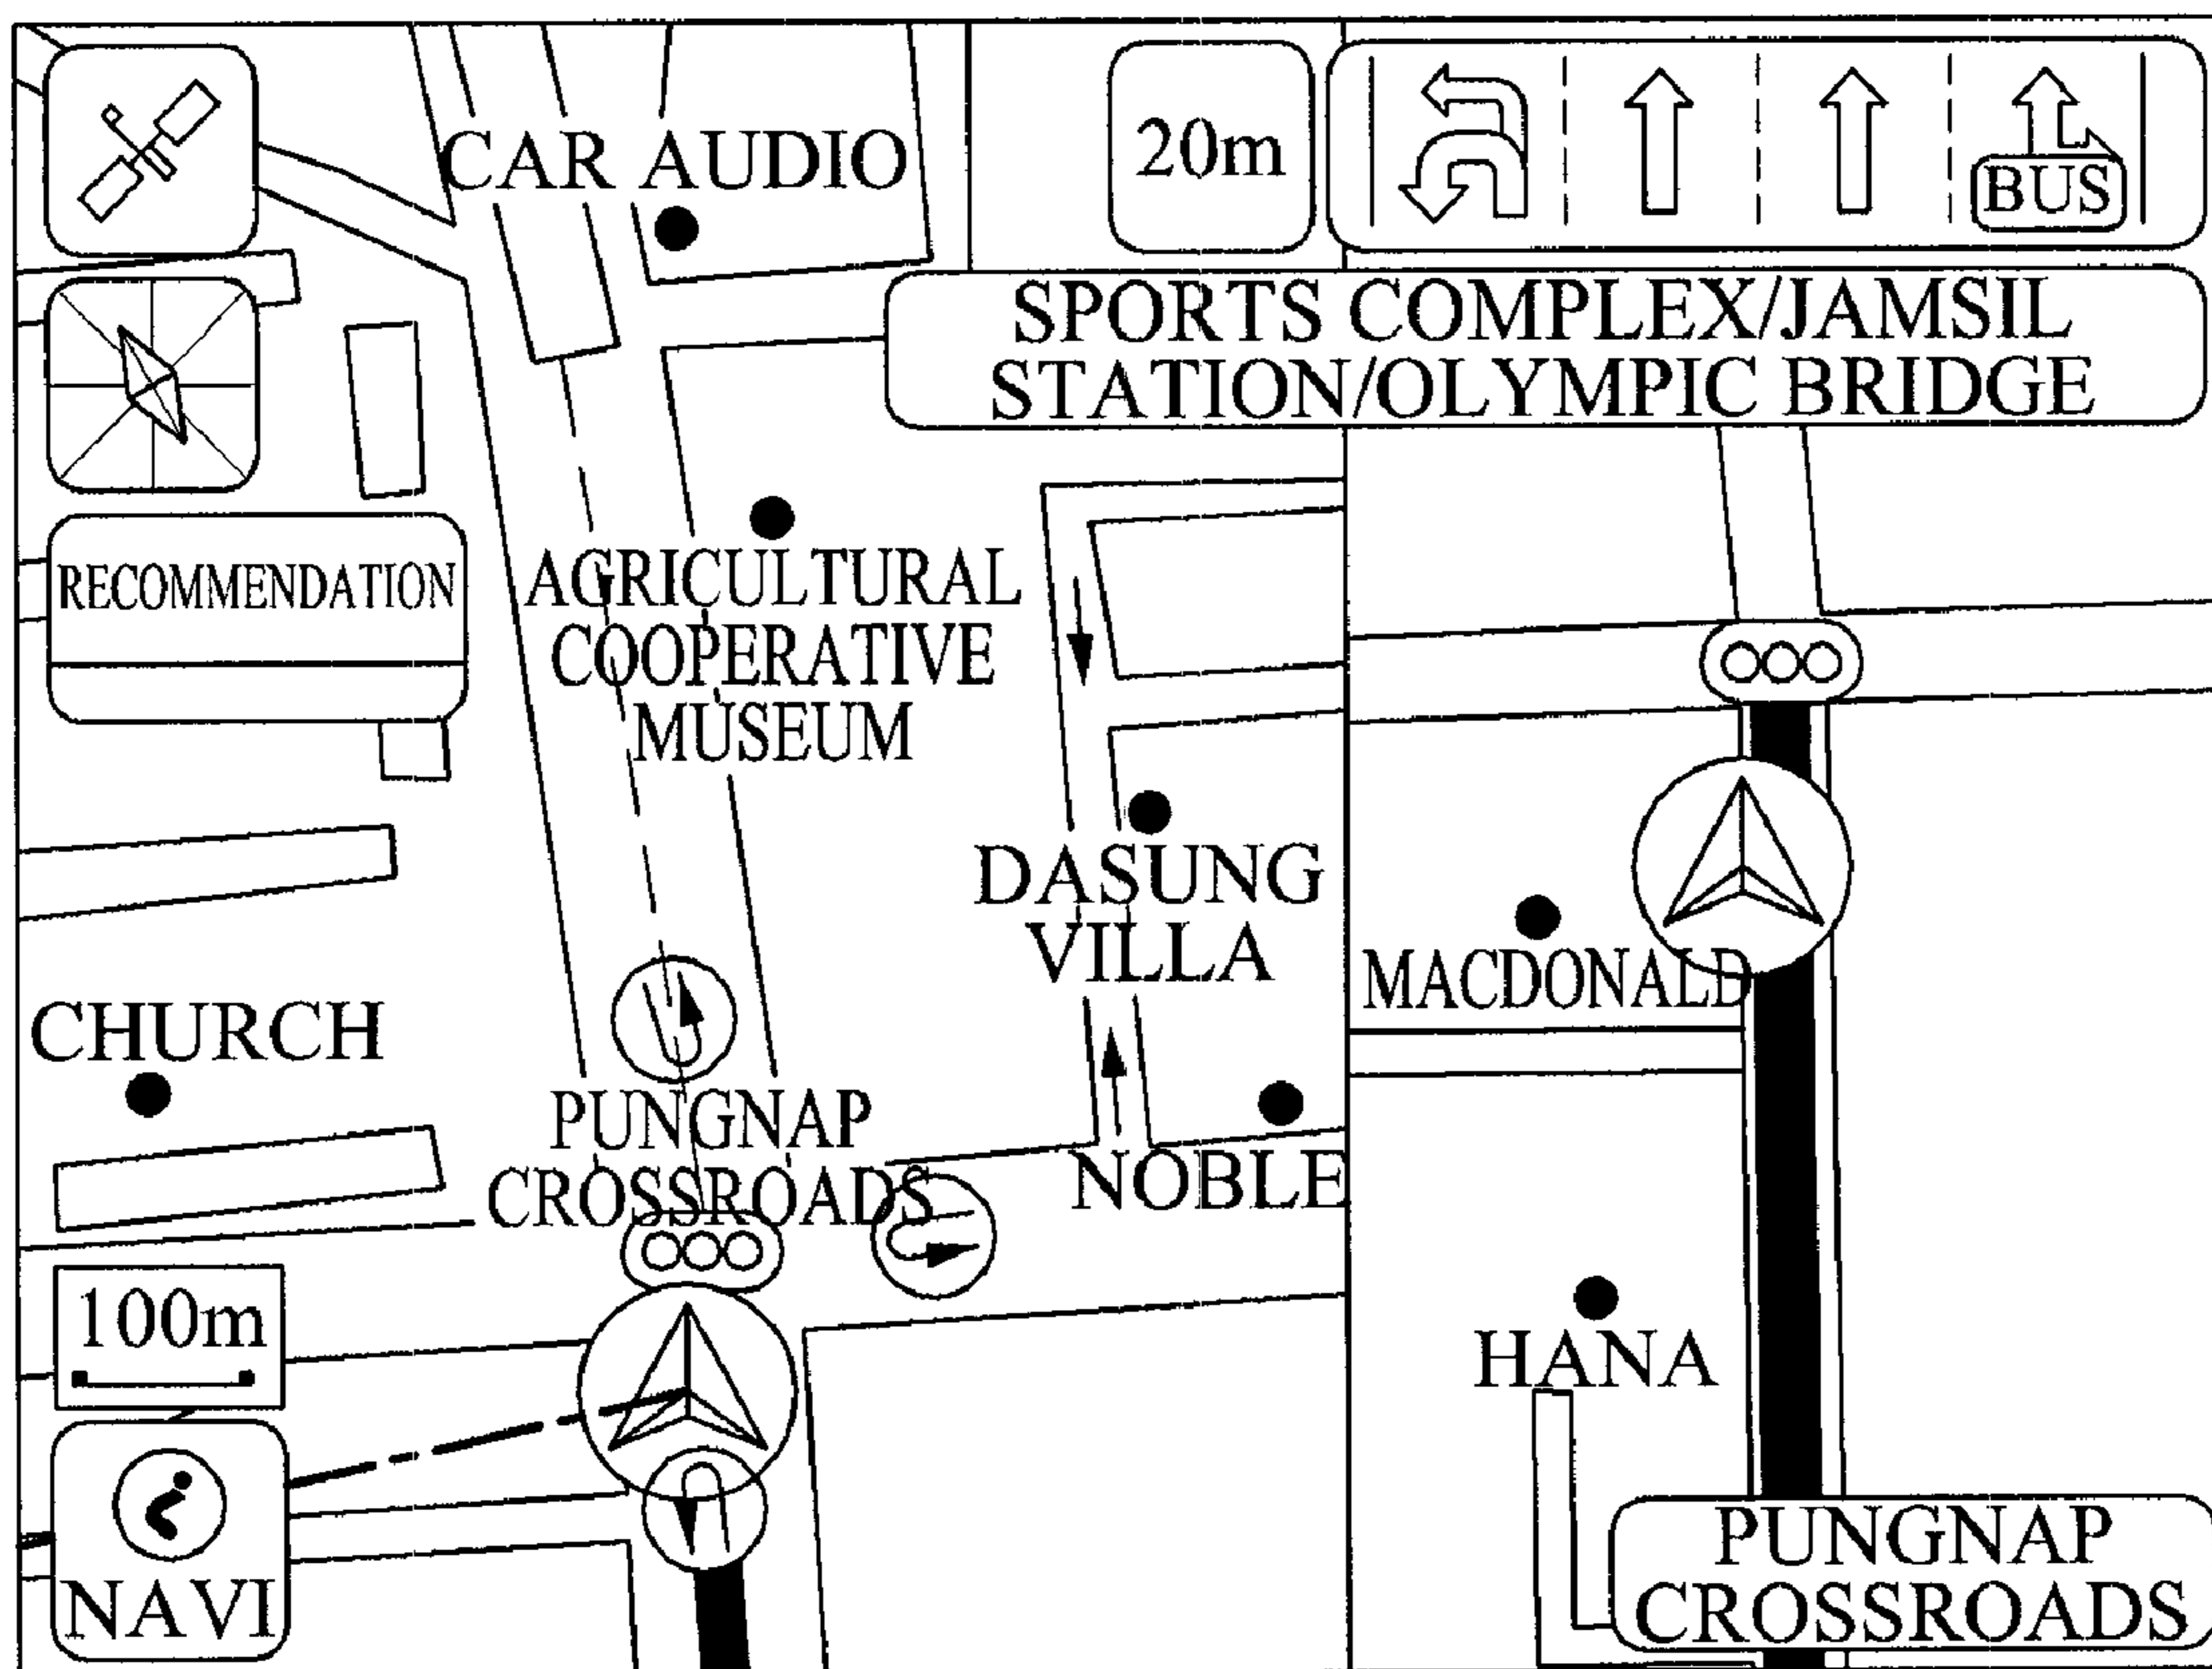 CAR AUDIO
20m
BUS
SPORTS COMPLEX/JAMSIL
STATION/OLYMPIC BRIDGE
RECOMMENDATION
AGRICULTURAL
COOPERATIVE
MUSEUM
DASUNG
VILLA
MACDONALD
CHURCH
PUNGNAP
CROSSROADS
NOBLE
100m
HANA
NAVI
PUNGNAP
CROSSROADS